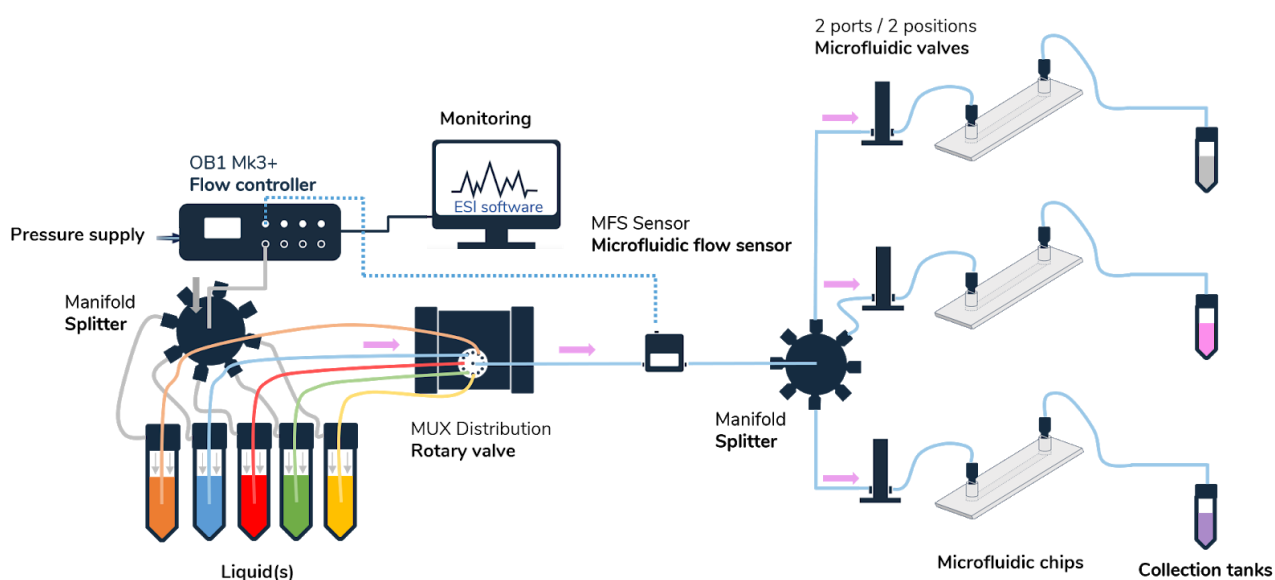 2 ports / 2 positions
Microfluidic valves
Monitoring
OB1 Mk3+
Flow controller
ESI software
Pressure supply
MFS Sensor
Microfluidic flow sensor
Manifold
Splitter
MUX Distribution
Rotary valve
Manifold
Splitter
Liquid(s)
Microfluidic chips
Collection tanks